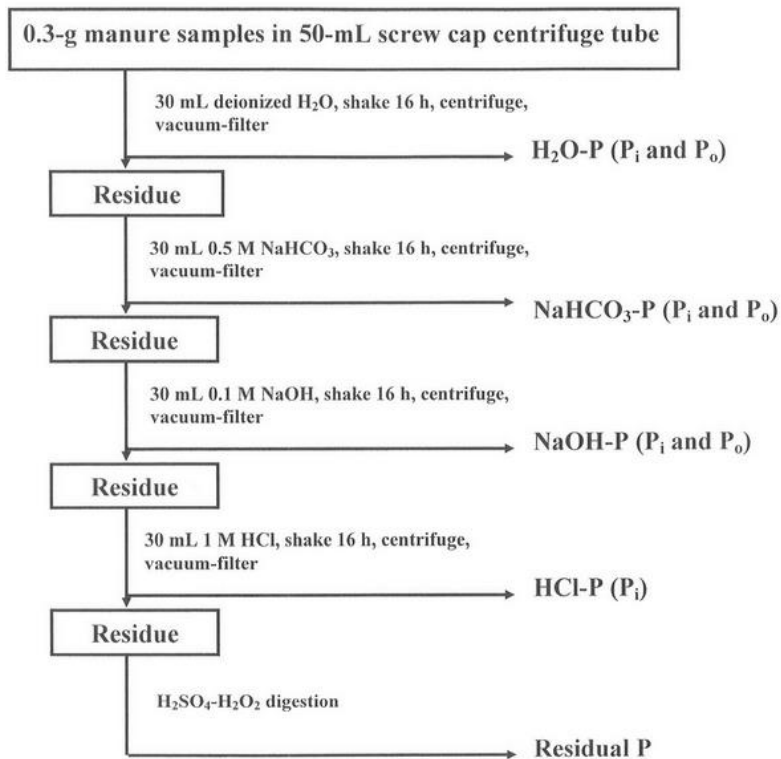 0.3-g manure samples in 50-mL screw cap centrifuge tube
30 mL deionized H₂O, shake 16 h, centrifuge,
vacuum-filter
H₂O-P (Pᵢ and Pₒ)
Residue
30 mL 0.5 M NaHCO₃, shake 16 h, centrifuge,
vacuum-filter
NaHCO₃-P (Pᵢ and Pₒ)
Residue
30 mL 0.1 M NaOH, shake 16 h, centrifuge,
vacuum-filter
NaOH-P (Pᵢ and Pₒ)
Residue
30 mL 1 M HCl, shake 16 h, centrifuge,
vacuum-filter
HCl-P (Pᵢ)
Residue
H₂SO₄-H₂O₂ digestion
Residual P